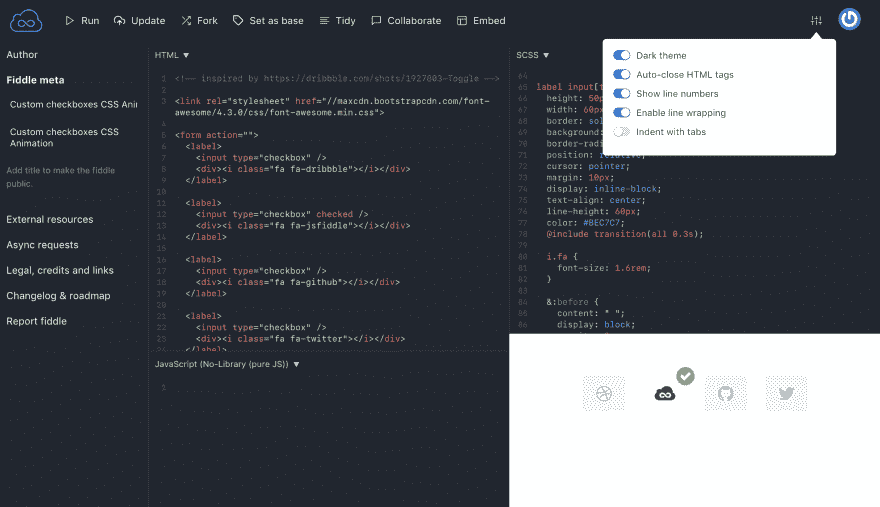 Run
Update
Fork
Set as base
Tidy
Collaborate
Embed
Author
Fiddle meta
Custom checkboxes CSS Ani
Custom checkboxes CSS
Animation
Add title to make the fiddle
public.
External resources
Async requests
Legal, credits and links
Changelog & roadmap
Report fiddle
HTML ▼
1 <!-- inspired by https://dribbble.com/shots/1927003-Toggle -->
2
3 <link rel="stylesheet" href="//maxcdn.bootstrapcdn.com/font-
awesome/4.3.0/css/font-awesome.min.css">
4
5 <form action="">
6 <label>
7 <input type="checkbox" />
8 <div><i class="fa fa-dribbble"></i></div>
9 </label>
10
11 <label>
12 <input type="checkbox" checked />
13 <div><i class="fa fa-jsfiddle"></i></div>
14 </label>
15
16 <label>
17 <input type="checkbox" />
18 <div><i class="fa fa-github"></i></div>
19 </label>
20
21 <label>
22 <input type="checkbox" />
23 <div><i class="fa fa-twitter"></i></div>
24 </label>
JavaScript (No-Library (pure JS)) ▼
1
SCSS ▼
64
65 label input[
66 height: 50p
67 width: 60px
68 border: sol
69 background:
70 border-radi
71 position: relative;
72 cursor: pointer;
73 margin: 10px;
74 display: inline-block;
75 text-align: center;
76 line-height: 60px;
77 color: #BEC7C7;
78 @include transition(all 0.3s);
79
80 i.fa {
81 font-size: 1.6rem;
82 }
83
84 &:before {
85 content: " ";
86 display: block;
Dark theme
Auto-close HTML tags
Show line numbers
Enable line wrapping
Indent with tabs